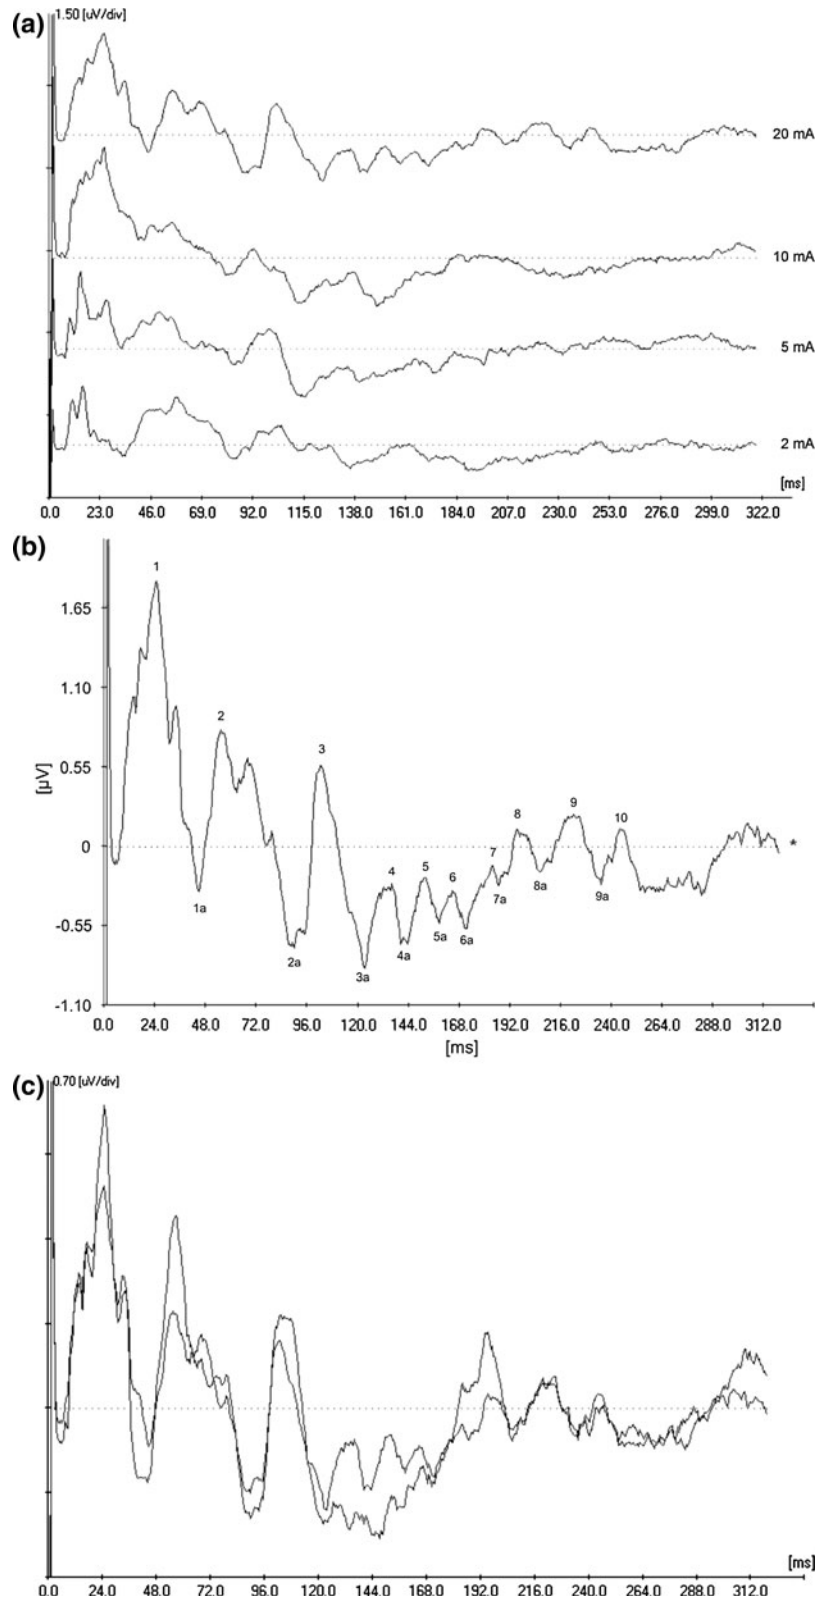 (a)
1.50 [uV/div]
20 mA
10 mA
5 mA
2 mA
[ms]
0.0 23.0 46.0 69.0 92.0 115.0 138.0 161.0 184.0 207.0 230.0 253.0 276.0 299.0 322.0
(b)
1
1.65
1.10
2
3
0.55
[µV]
9
8
10
0
*
7
4
5
6
1a
7a
8a
9a
-0.55
2a
3a
4a
5a
6a
-1.10
0.0 24.0 48.0 72.0 96.0 120.0 144.0 168.0 192.0 216.0 240.0 264.0 288.0 312.0
[ms]
(c)
0.70 [uV/div]
[ms]
0.0 24.0 48.0 72.0 96.0 120.0 144.0 168.0 192.0 216.0 240.0 264.0 288.0 312.0